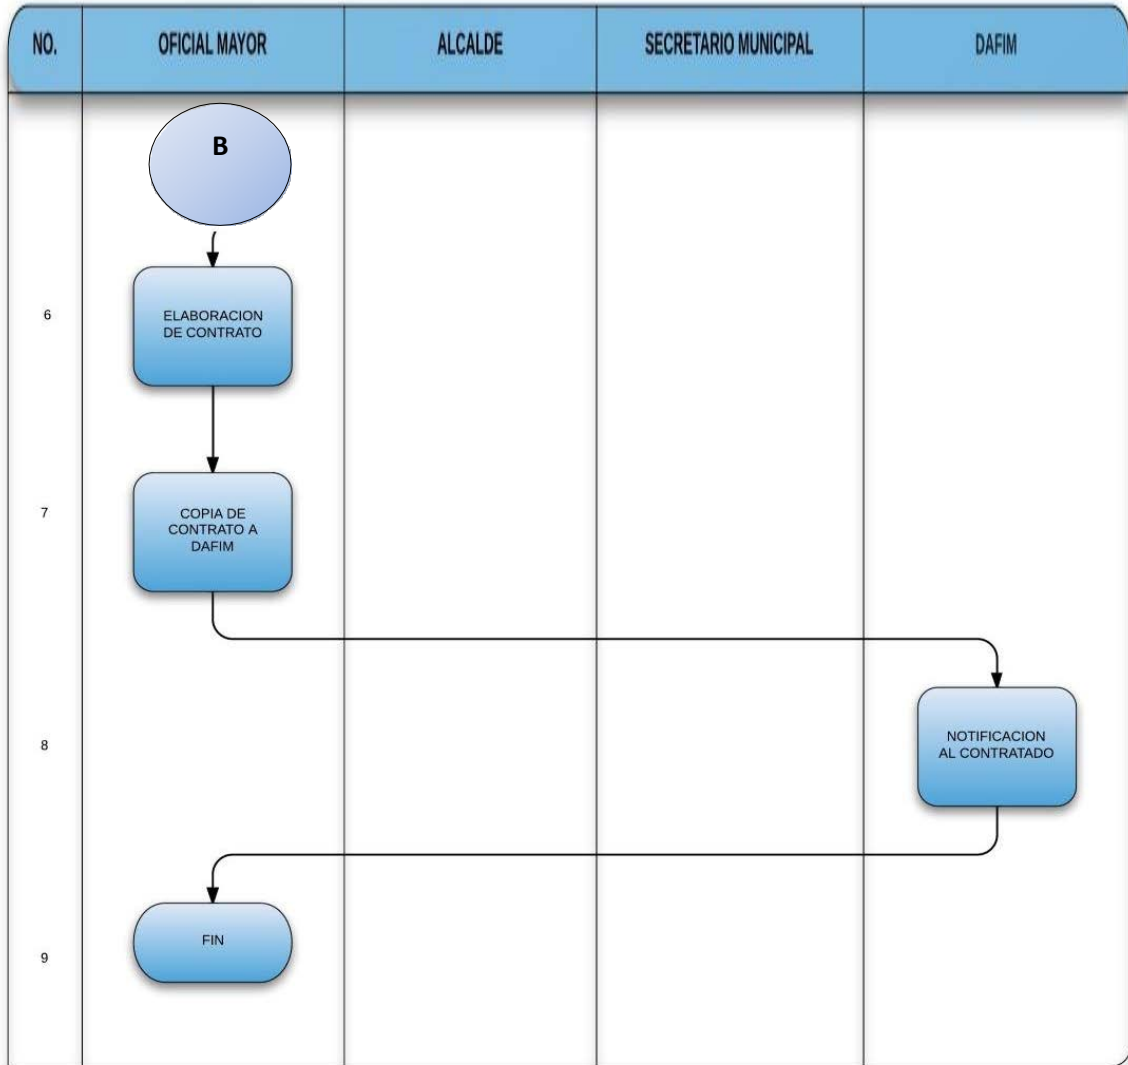 NO.
OFICIAL MAYOR
ALCALDE
SECRETARIO MUNICIPAL
DAFIM
B
6
ELABORACION
DE CONTRATO
7
COPIA DE
CONTRATO A
DAFIM
8
NOTIFICACION
AL CONTRATADO
FIN
9